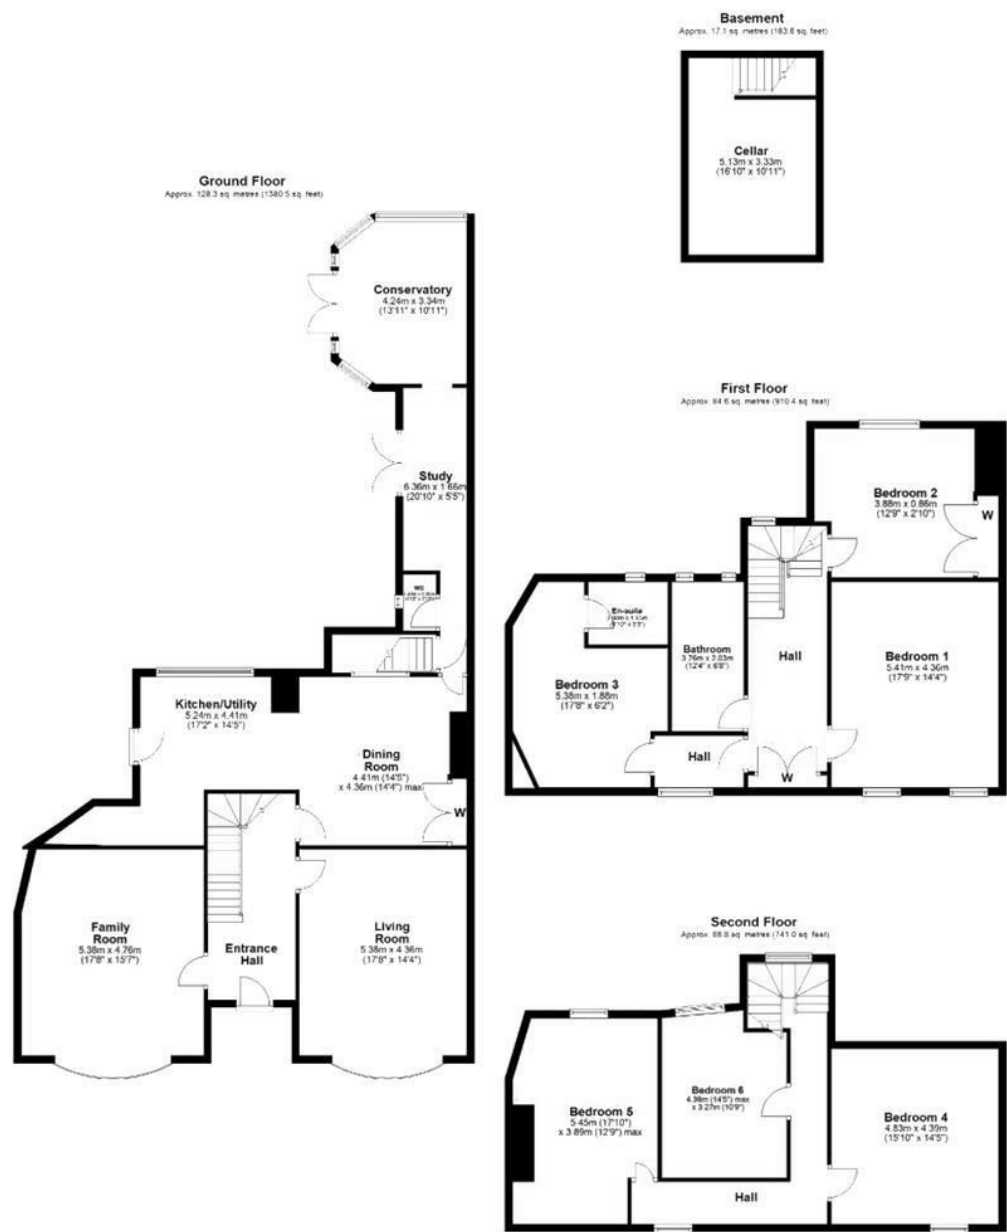 Basement
Approx. 17.1 sq. metres (183.8 sq. feet)
Cellar
5.13m x 3.33m
(16'10" x 10'11")
Ground Floor
Approx. 128.3 sq. metres (1380.5 sq. feet)
Conservatory
4.24m x 3.34m
(13'11" x 10'11")
Study
6.36m x 1.66m
(20'10" x 5'5")
WC
Kitchen/Utility
5.24m x 4.41m
(17'2" x 14'5")
Dining
Room
4.41m (14'5")
x 4.36m (14'4") max
W
Family
Room
5.38m x 4.76m
(17'8" x 15'7")
Entrance
Hall
Living
Room
5.38m x 4.36m
(17'8" x 14'4")
First Floor
Approx. 84.6 sq. metres (910.4 sq. feet)
Bedroom 2
3.88m x 0.86m
(12'9" x 2'10")
W
En-suite
Bathroom
3.76m x 2.03m
(12'4" x 6'8")
Hall
Bedroom 1
5.41m x 4.36m
(17'9" x 14'4")
Bedroom 3
5.38m x 1.88m
(17'8" x 6'2")
Hall
W
Second Floor
Approx. 68.8 sq. metres (741.0 sq. feet)
Bedroom 6
4.38m (14'5") max
x 3.27m (10'9")
Bedroom 5
5.45m (17'10")
x 3.89m (12'9") max
Bedroom 4
4.83m x 4.39m
(15'10" x 14'5")
Hall